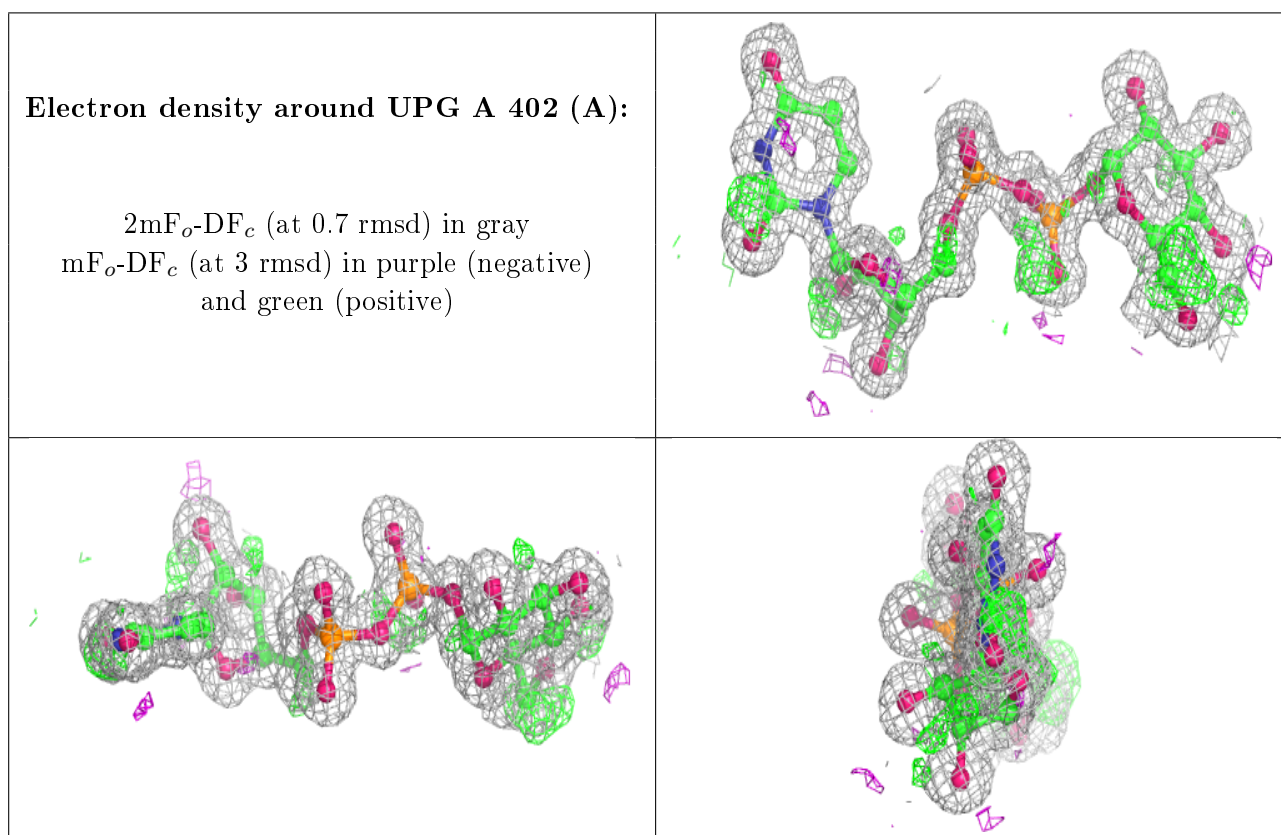 Electron density around UPG A 402 (A):
2mFo-DFc (at 0.7 rmsd) in gray
mFo-DFc (at 3 rmsd) in purple (negative)
and green (positive)